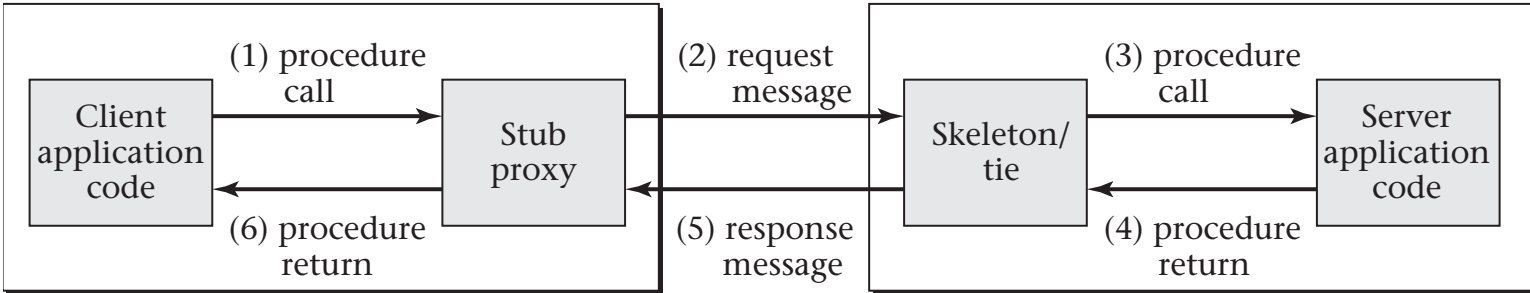 (1) procedure
call
(2) request
message
(3) procedure
call
Client
application
code
Stub
proxy
Skeleton/
tie
Server
application
code
(6) procedure
return
(5) response
message
(4) procedure
return